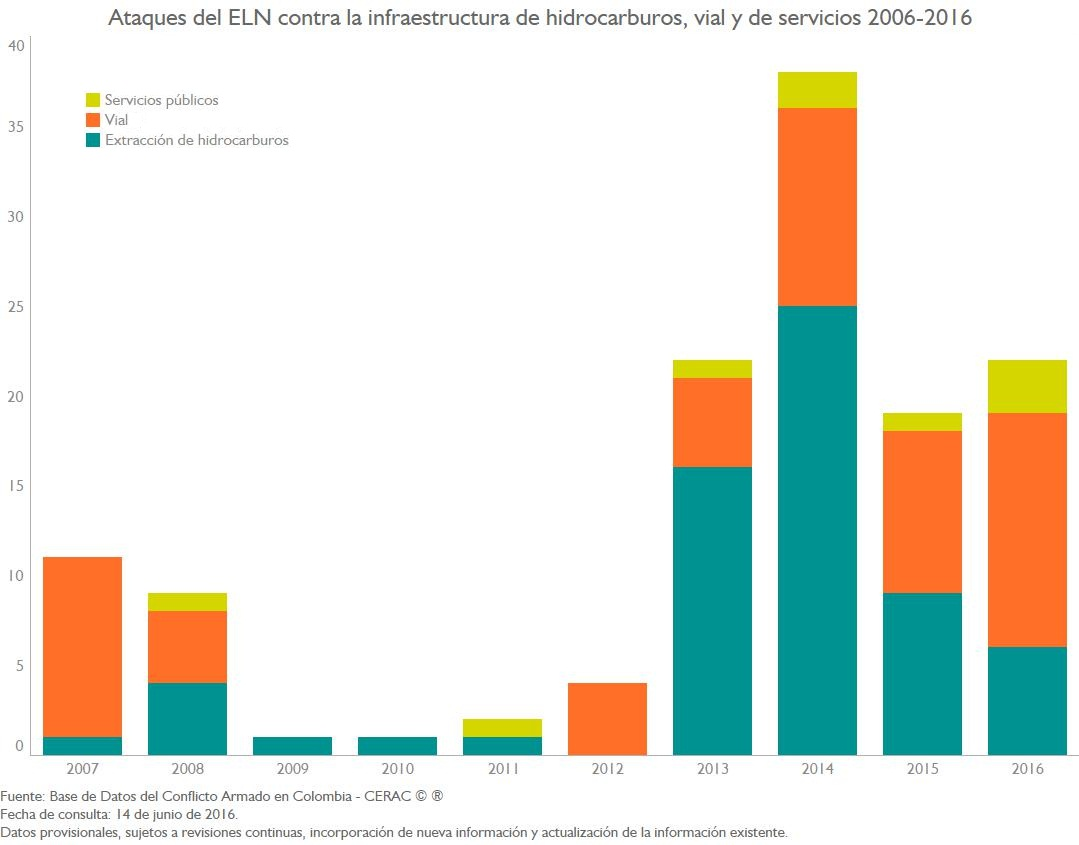 Ataques del ELN contra la infraestructura de hidrocarburos, vial y de servicios 2006-2016
40
35
30
25
20
15
10
5
0
Servicios públicos
Vial
Extracción de hidrocarburos
2007 2008 2009 2010 2011 2012 2013 2014 2015 2016
Fuente: Base de Datos del Conflicto Armado en Colombia - CERAC © ®
Fecha de consulta: 14 de junio de 2016.
Datos provisionales, sujetos a revisiones continuas, incorporación de nueva información y actualización de la información existente.